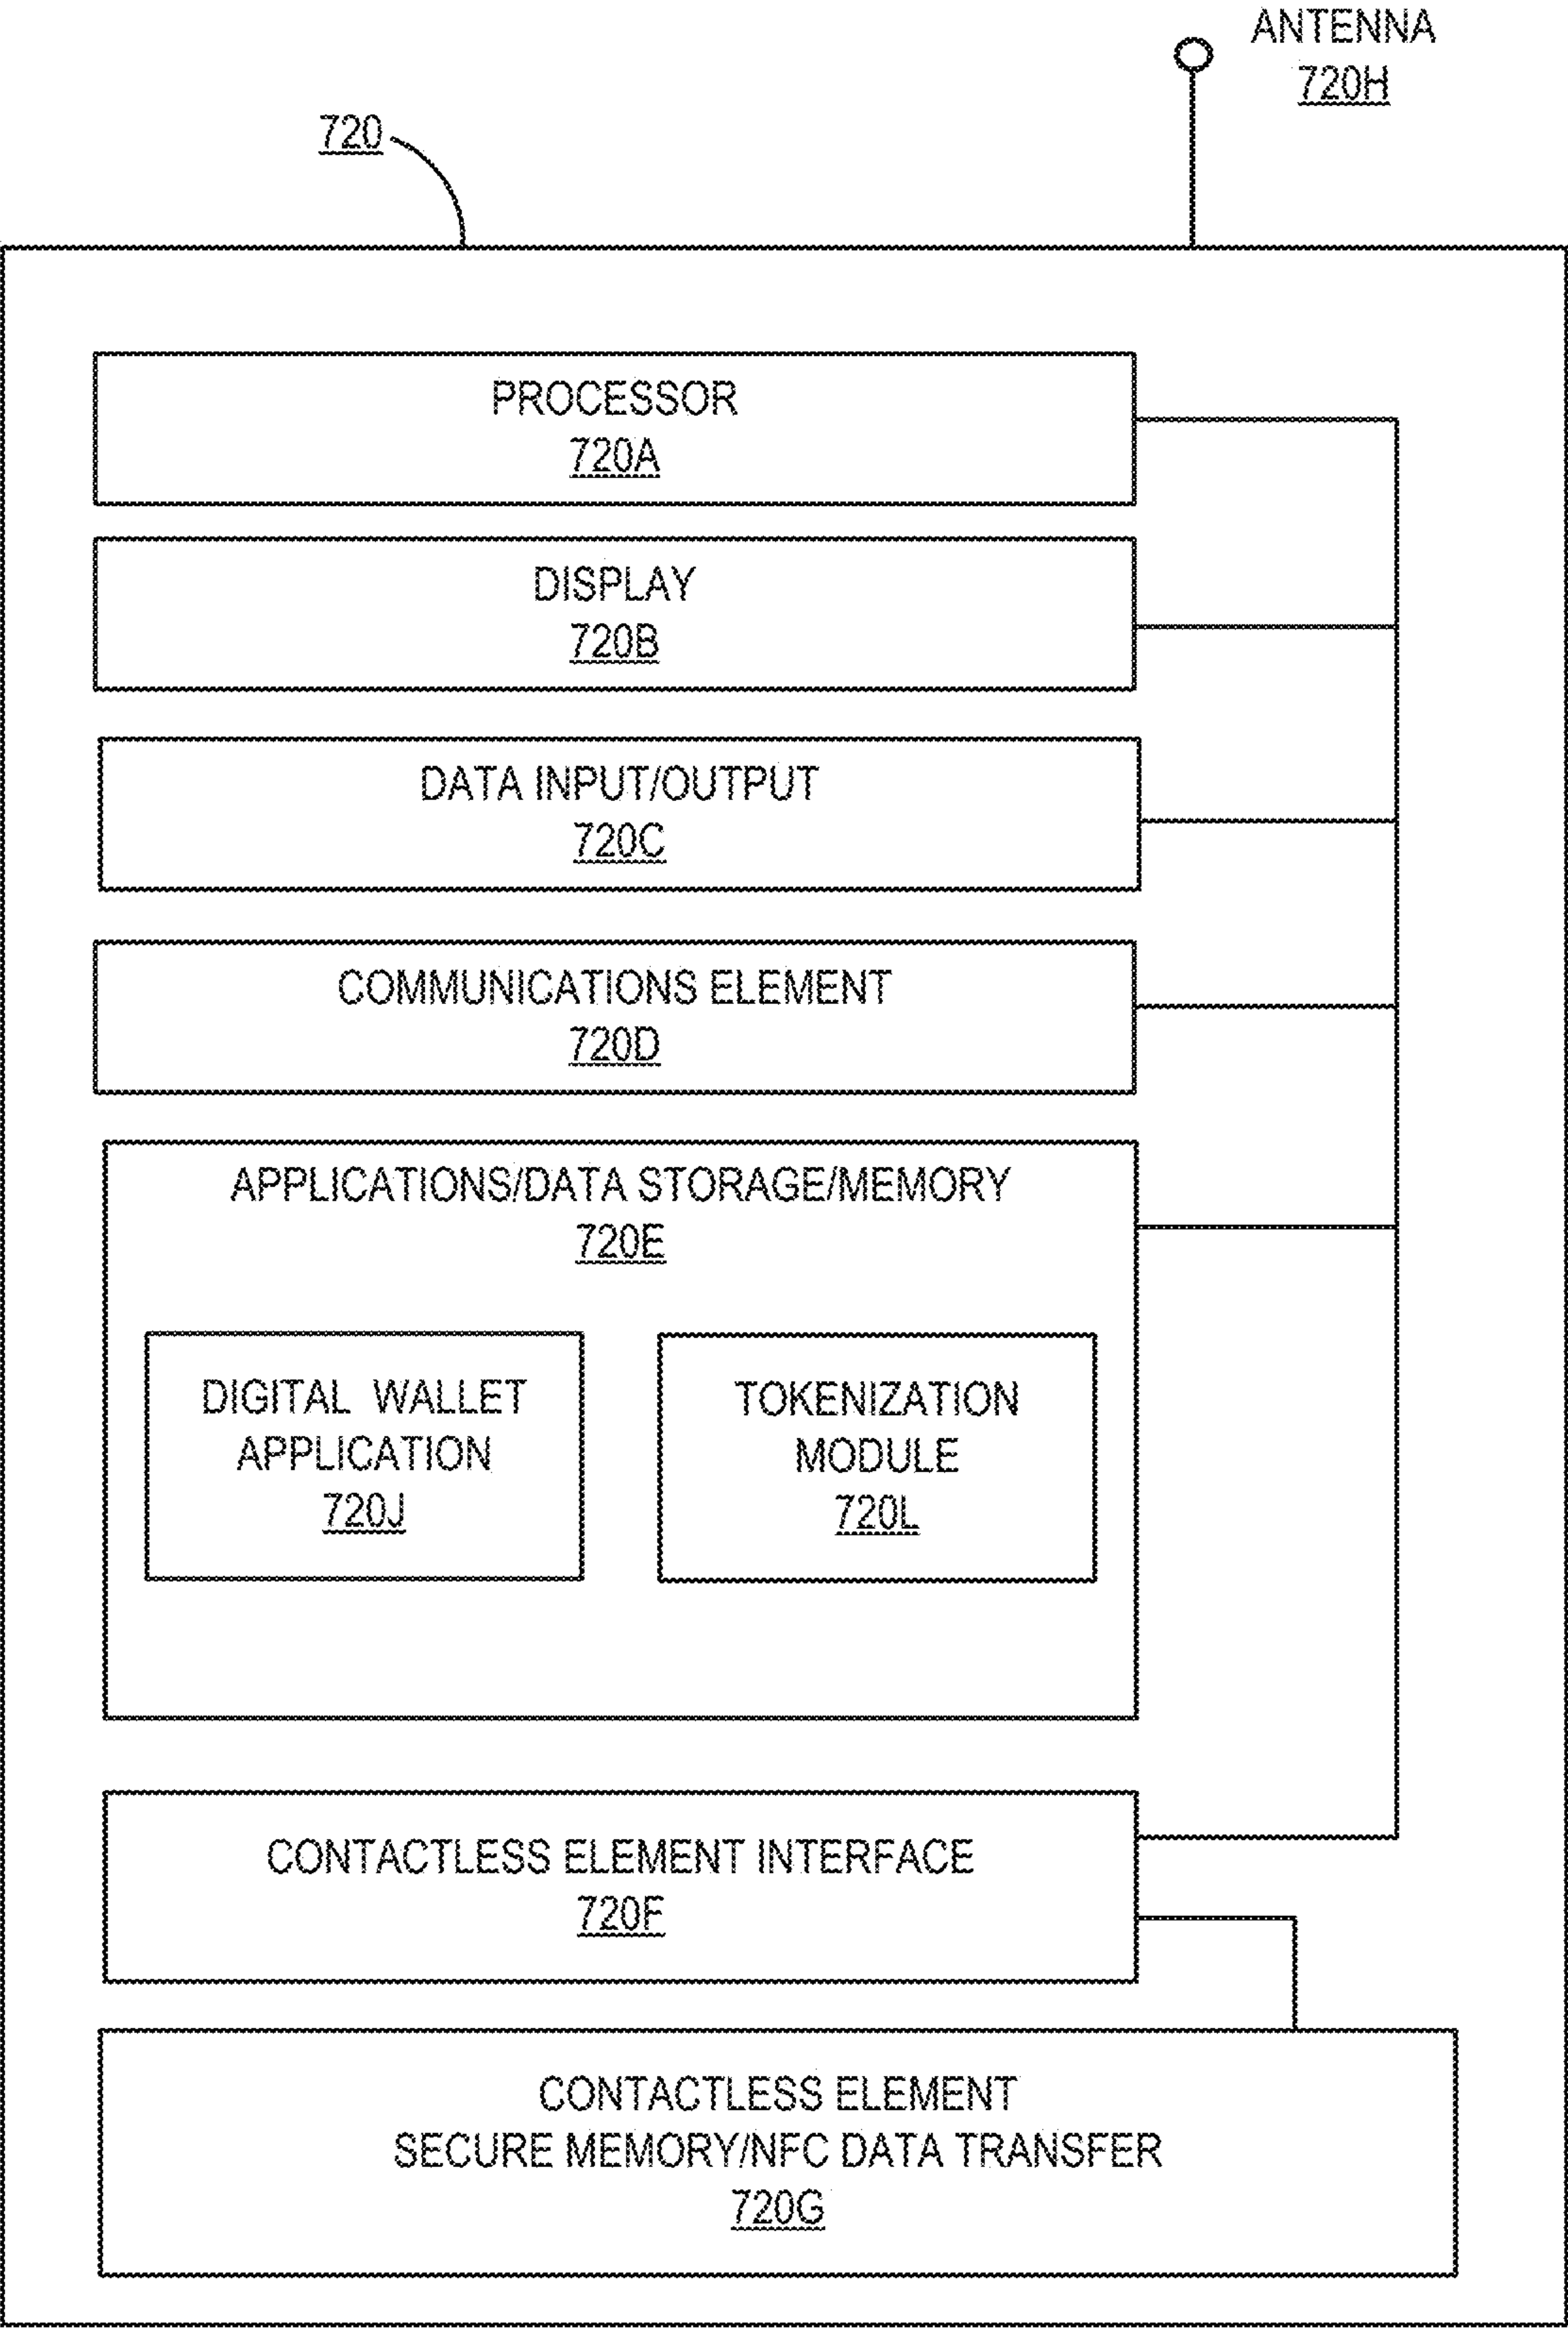 ANTENNA
720H
720
PROCESSOR
720A
DISPLAY
720B
DATA INPUT/OUTPUT
720C
COMMUNICATIONS ELEMENT
720D
APPLICATIONS/DATA STORAGE/MEMORY
720E
DIGITAL WALLET
APPLICATION
720J
TOKENIZATION
MODULE
720L
CONTACTLESS ELEMENT INTERFACE
720F
CONTACTLESS ELEMENT
SECURE MEMORY/NFC DATA TRANSFER
720G